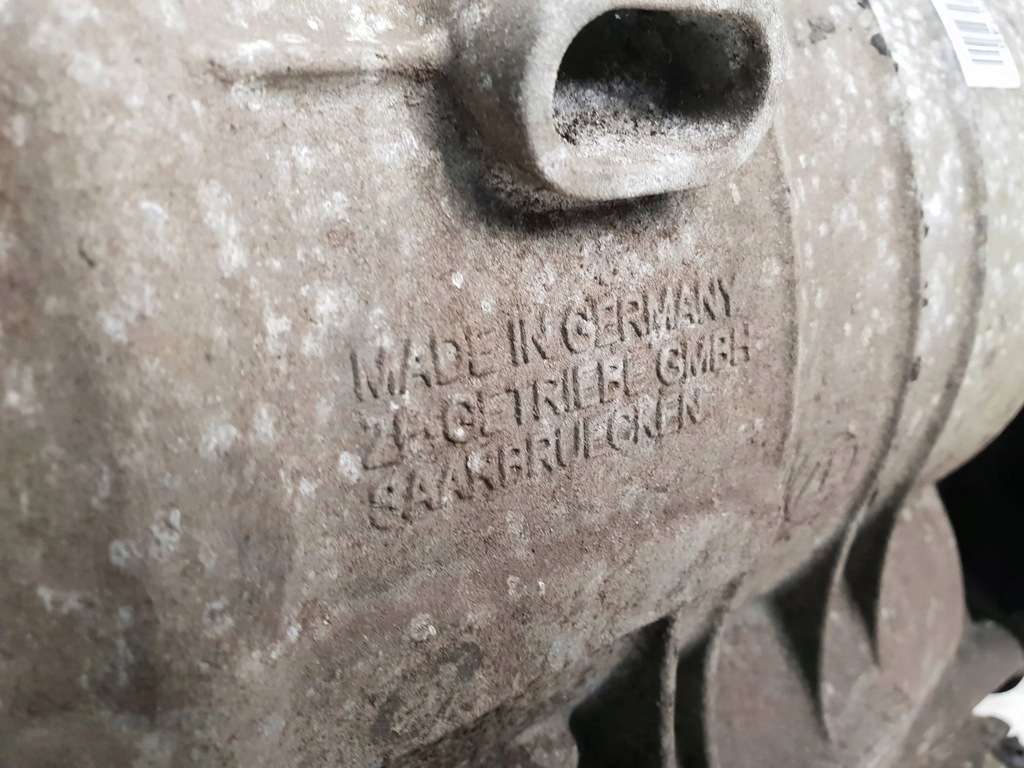 MADE IN GERMANY
ZF GETRIEBE GMBH
SAARBRUECKEN